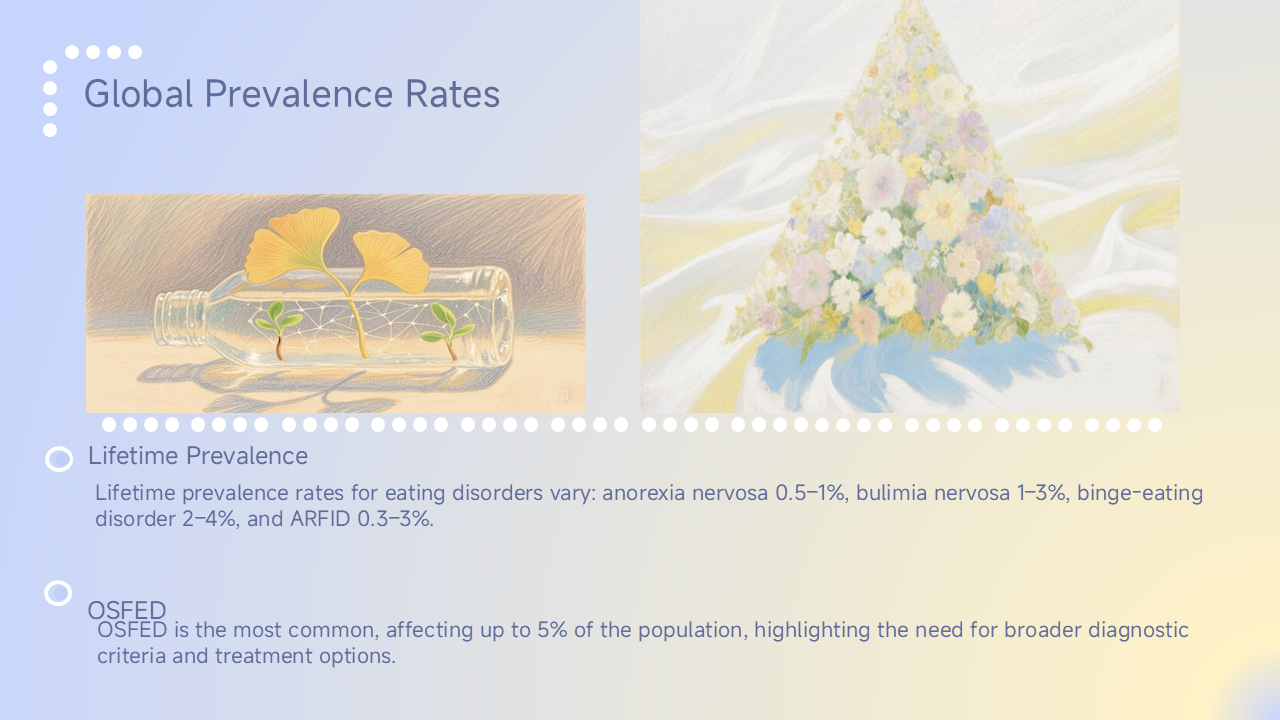 Global Prevalence Rates
Lifetime Prevalence
Lifetime prevalence rates for eating disorders vary: anorexia nervosa 0.5–1%, bulimia nervosa 1–3%, binge-eating
disorder 2–4%, and ARFID 0.3–3%.
OSFED
OSFED is the most common, affecting up to 5% of the population, highlighting the need for broader diagnostic
criteria and treatment options.